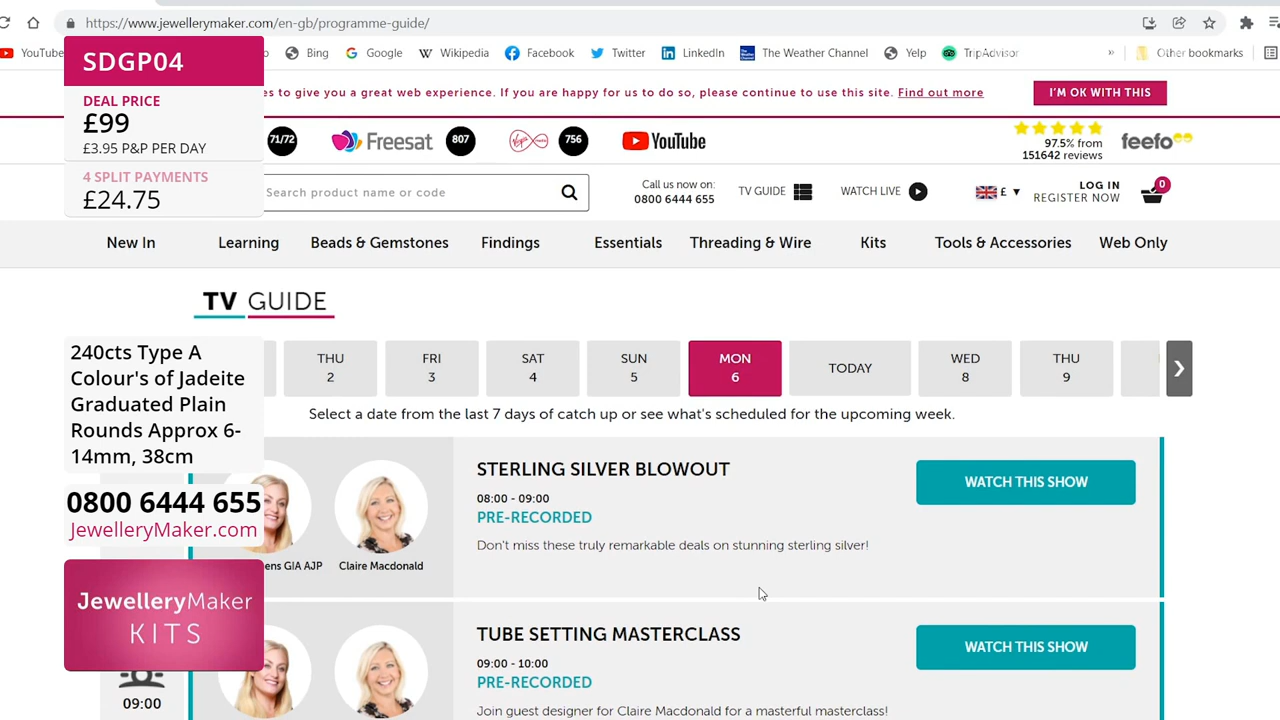 https://www.jewellerymaker.com/en-gb/programme-guide/
YouTube
Bing
Google
Wikipedia
Facebook
Twitter
LinkedIn
The Weather Channel
Yelp
TripAdvisor
»
Other bookmarks
SDGP04
DEAL PRICE
£99
£3.95 P&P PER DAY
4 SPLIT PAYMENTS
£24.75
es to give you a great web experience. If you are happy for us to do so, please continue to use this site. Find out more
I'M OK WITH THIS
71/72
Freesat
807
756
YouTube
97.5% from
151642 reviews
feefo
Search product name or code
Call us now on:
0800 6444 655
TV GUIDE
WATCH LIVE
£
LOG IN
REGISTER NOW
0
New In
Learning
Beads & Gemstones
Findings
Essentials
Threading & Wire
Kits
Tools & Accessories
Web Only
TV GUIDE
THU
2
FRI
3
SAT
4
SUN
5
MON
6
TODAY
WED
8
THU
9
Select a date from the last 7 days of catch up or see what's scheduled for the upcoming week.
240cts Type A
Colour's of Jadeite
Graduated Plain
Rounds Approx 6-
14mm, 38cm
0800 6444 655
JewelleryMaker.com
JewelleryMaker
KITS
ens GIA AJP
Claire Macdonald
STERLING SILVER BLOWOUT
08:00 - 09:00
PRE-RECORDED
Don't miss these truly remarkable deals on stunning sterling silver!
WATCH THIS SHOW
09:00
TUBE SETTING MASTERCLASS
09:00 - 10:00
PRE-RECORDED
Join guest designer for Claire Macdonald for a masterful masterclass!
WATCH THIS SHOW